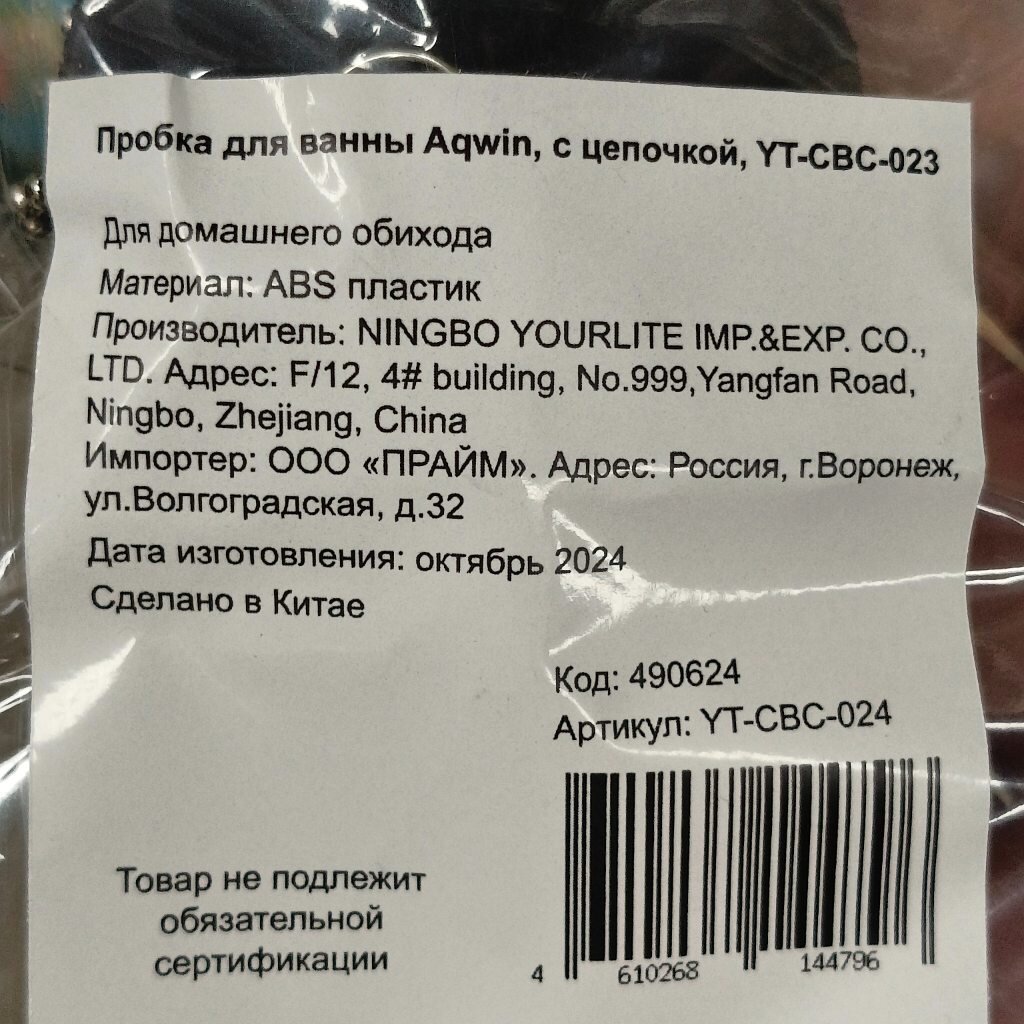 Пробка для ванны Aqwin, с цепочкой, YT-CBC-023
Для домашнего обихода
Материал: ABS пластик
Производитель: NINGBO YOURLITE IMP.&EXP. CO.,
LTD. Адрес: F/12, 4# building, No.999,Yangfan Road,
Ningbo, Zhejiang, China
Импортер: ООО «ПРАЙМ». Адрес: Россия, г.Воронеж,
ул.Волгоградская, д.32
Дата изготовления: октябрь 2024
Сделано в Китае
Код: 490624
Артикул: YT-CBC-024
Товар не подлежит
обязательной
сертификации
4 610268 144796